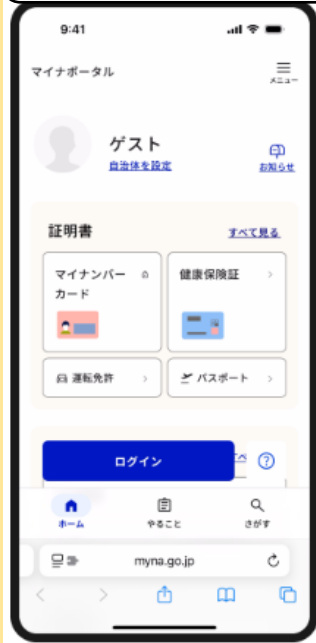 9:41
マイナポータル
メニュー
ゲスト
自治体を設定
お知らせ
証明書
すべて見る
マイナンバー
カード
健康保険証
運転免許
パスポート
ログイン
ホーム
やること
さがす
myna.go.jp